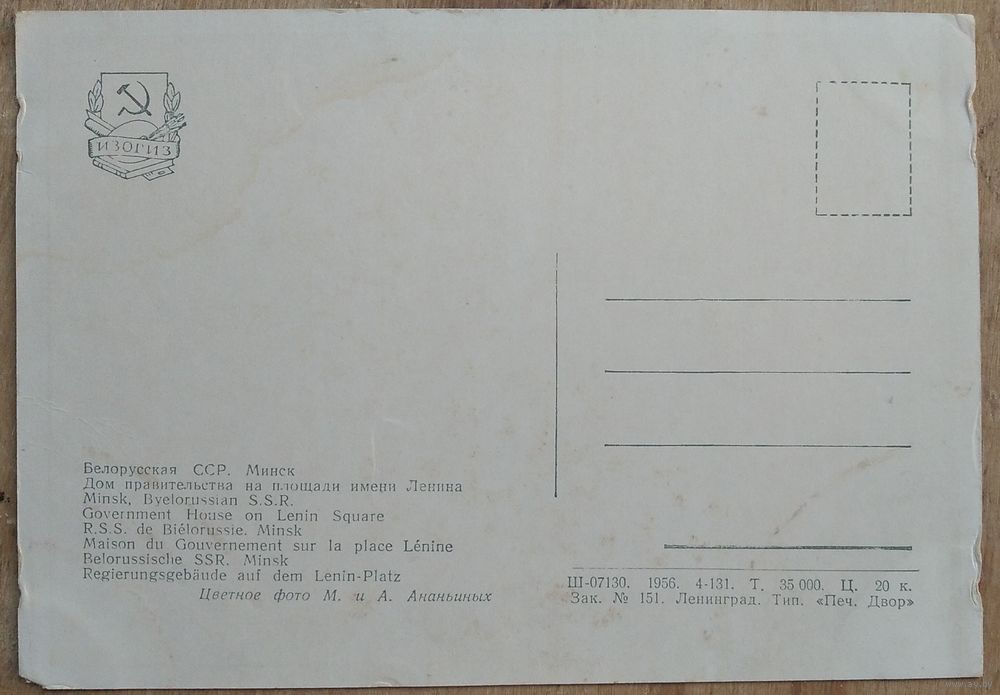 ИЗОГИЗ
Белорусская ССР. Минск
Дом правительства на площади имени Ленина
Minsk, Byelorussian S.S.R.
Government House on Lenin Square
R.S.S. de Biélorussie. Minsk
Maison du Gouvernement sur la place Lénine
Belorussische SSR. Minsk
Regierungsgebäude auf dem Lenin-Platz
Цветное фото М. и А. Ананьиных
Ш-07130. 1956. 4-131. Т. 35 000. Ц. 20 к.
Зак. № 151. Ленинград. Тип. «Печ. Двор»